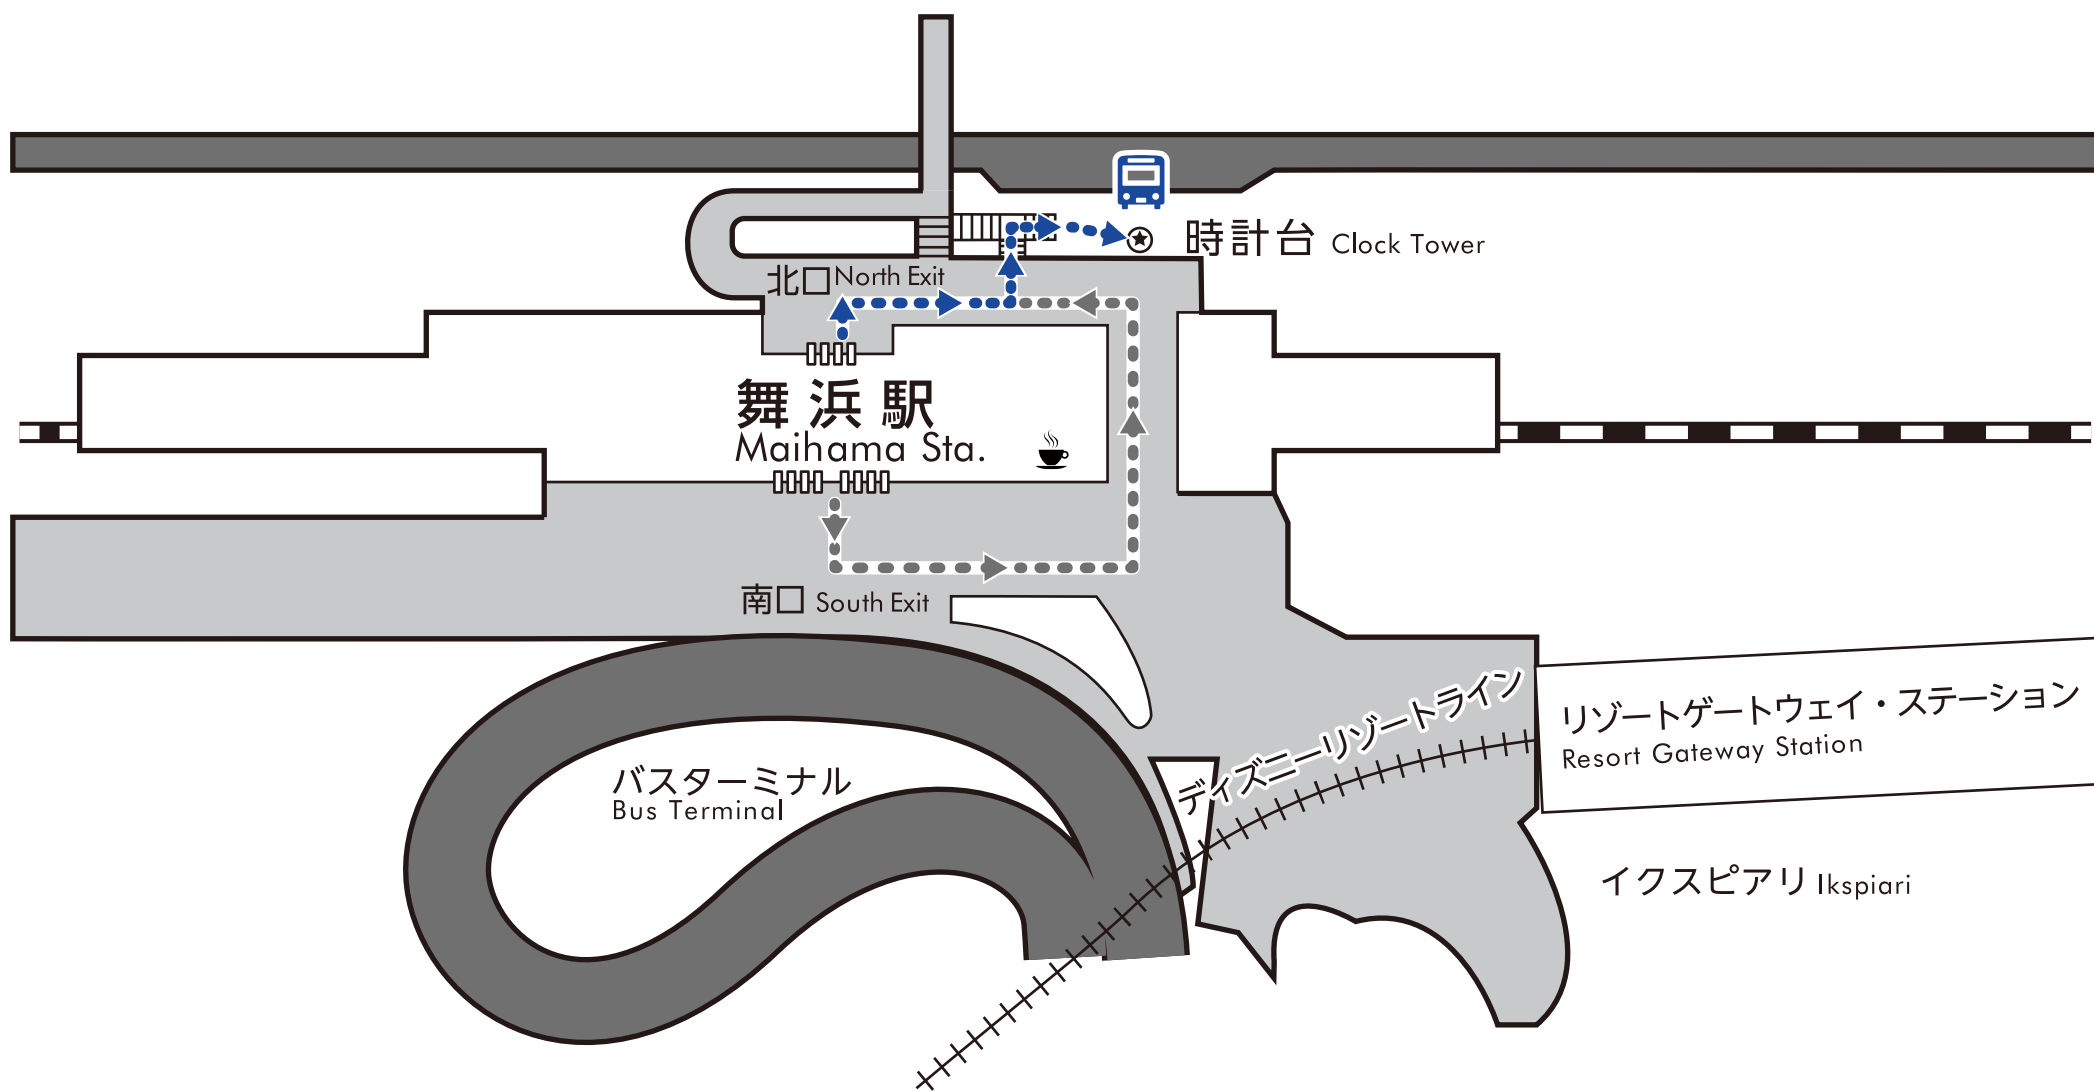 時計台 Clock Tower
北口 North Exit
舞浜駅
Maihama Sta.
南口 South Exit
ディズニーリゾートライン
リゾートゲートウェイ・ステーション
Resort Gateway Station
バスターミナル
Bus Terminal
イクスピアリ Ikspiari